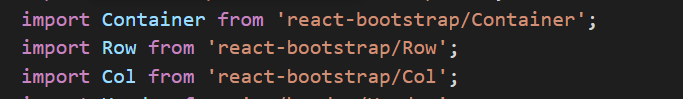 import Container from 'react-bootstrap/Container';
import Row from 'react-bootstrap/Row';
import Col from 'react-bootstrap/Col';